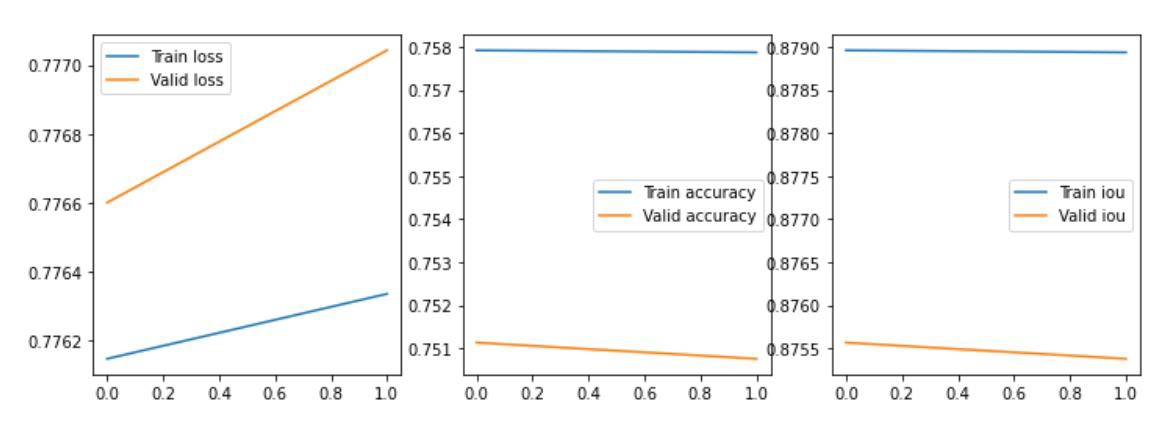 Train loss
Valid loss
0.7770
0.7768
0.7766
0.7764
0.7762
0.0 0.2 0.4 0.6 0.8 1.0
0.758
0.757
0.756
0.755
0.754
0.753
0.752
0.751
Train accuracy
Valid accuracy
0.0 0.2 0.4 0.6 0.8 1.0
0.8790
0.8785
0.8780
0.8775
0.8770
0.8765
0.8760
0.8755
Train iou
Valid iou
0.0 0.2 0.4 0.6 0.8 1.0